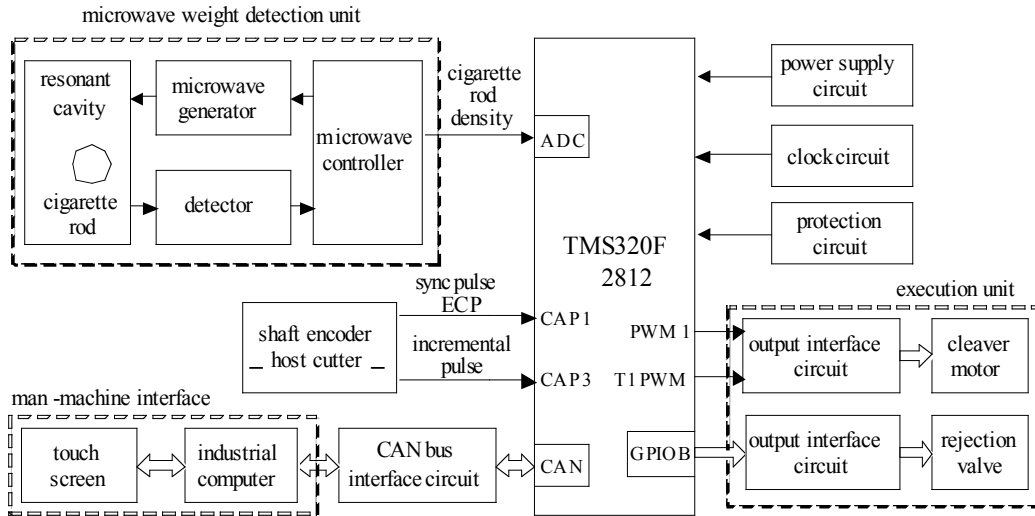 microwave weight detection unit
resonant
cavity
cigarette
rod
microwave
generator
detector
microwave
controller
cigarette
rod
density
ADC
TMS320F
2812
power supply
circuit
clock circuit
protection
circuit
sync pulse
ECP
shaft encoder
_ host cutter _
incremental
pulse
CAP1
CAP3
PWM 1
T1PWM
execution unit
output interface
circuit
cleaver
motor
man -machine interface
touch
screen
industrial
computer
CAN bus
interface circuit
CAN
GPIOB
output interface
circuit
rejection
valve